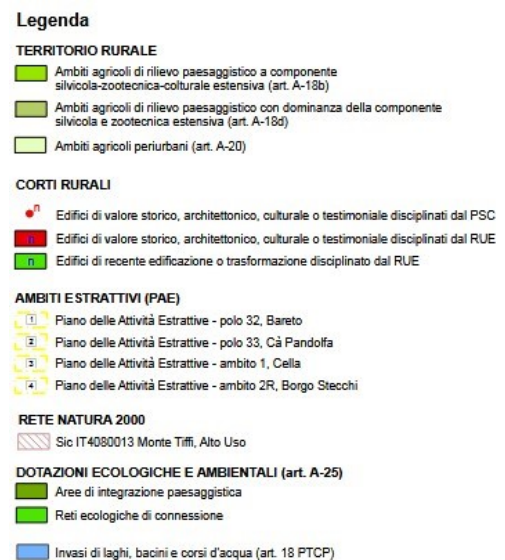 Legenda
TERRITORIO RURALE
Ambiti agricoli di rilievo paesaggistico a componente
silvicola-zootecnica-colturale estensiva (art. A-18b)
Ambiti agricoli di rilievo paesaggistico con dominanza della componente
silvicola e zootecnica estensiva (art. A-18d)
Ambiti agricoli periurbani (art. A-20)
CORTI RURALI
n Edifici di valore storico, architettonico, culturale o testimoniale disciplinati dal PSC
n Edifici di valore storico, architettonico, culturale o testimoniale disciplinati dal RUE
n Edifici di recente edificazione o trasformazione disciplinato dal RUE
AMBITI ESTRATTIVI (PAE)
1 Piano delle Attività Estrattive - polo 32, Bareto
2 Piano delle Attività Estrattive - polo 33, Cà Pandolfa
3 Piano delle Attività Estrattive - ambito 1, Cella
4 Piano delle Attività Estrattive - ambito 2R, Borgo Stecchi
RETE NATURA 2000
Sic IT4080013 Monte Tiffi, Alto Uso
DOTAZIONI ECOLOGICHE E AMBIENTALI (art. A-25)
Aree di integrazione paesaggistica
Reti ecologiche di connessione
Invasi di laghi, bacini e corsi d'acqua (art. 18 PTCP)